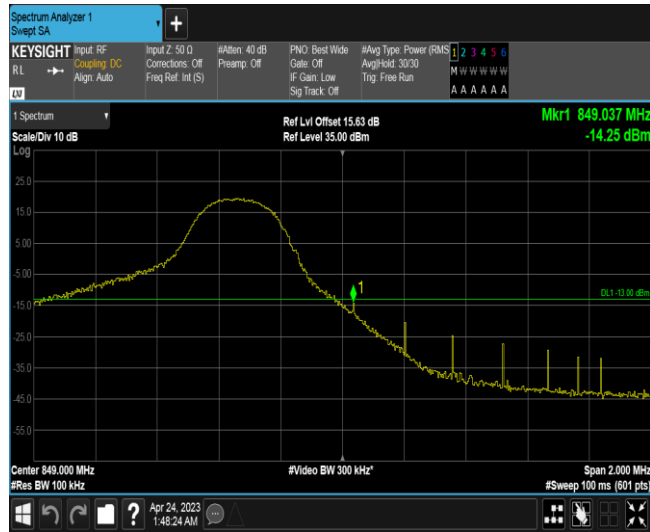 Spectrum Analyzer 1
Swept SA
KEYSIGHT
RL
LXI
Input: RF
Coupling: DC
Align: Auto
Input Z: 50 Ω
Corrections: Off
Freq Ref: Int (S)
#Atten: 40 dB
Preamp: Off
PNO: Best Wide
Gate: Off
IF Gain: Low
Sig Track: Off
#Avg Type: Power (RMS
Avg|Hold: 30/30
Trig: Free Run
1 2 3 4 5 6
M W W W W W
A A A A A A
1 Spectrum
Scale/Div 10 dB
Log
Ref Lvl Offset 15.63 dB
Ref Level 35.00 dBm
Mkr1 849.037 MHz
-14.25 dBm
25.0
15.0
5.00
-5.00
-15.0
-25.0
-35.0
-45.0
-55.0
1
DL1 -13.00 dBm
Center 849.000 MHz
#Res BW 100 kHz
#Video BW 300 kHz*
Span 2.000 MHz
#Sweep 100 ms (601 pts)
?
Apr 24, 2023
1:48:24 AM